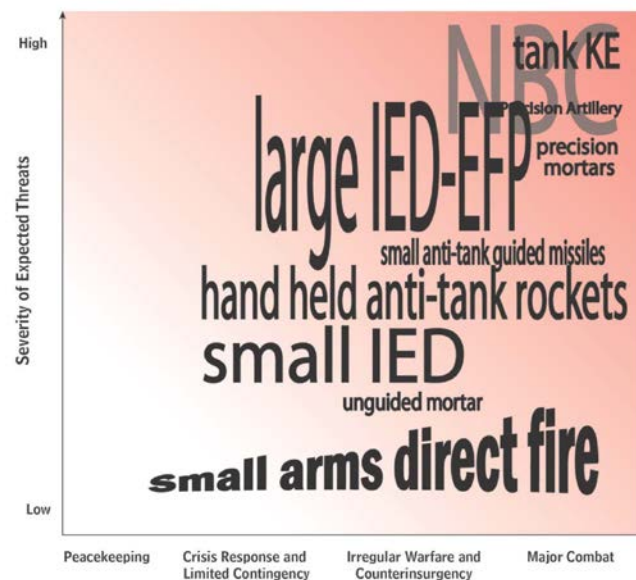 High
tank KE
NBC
Precision Artillery
large IED-EFP
precision
mortars
Severity of Expected Threats
small anti-tank guided missiles
hand held anti-tank rockets
small IED
unguided mortar
small arms direct fire
Low
Peacekeeping
Crisis Response and
Limited Contingency
Irregular Warfare and
Counterinsurgency
Major Combat